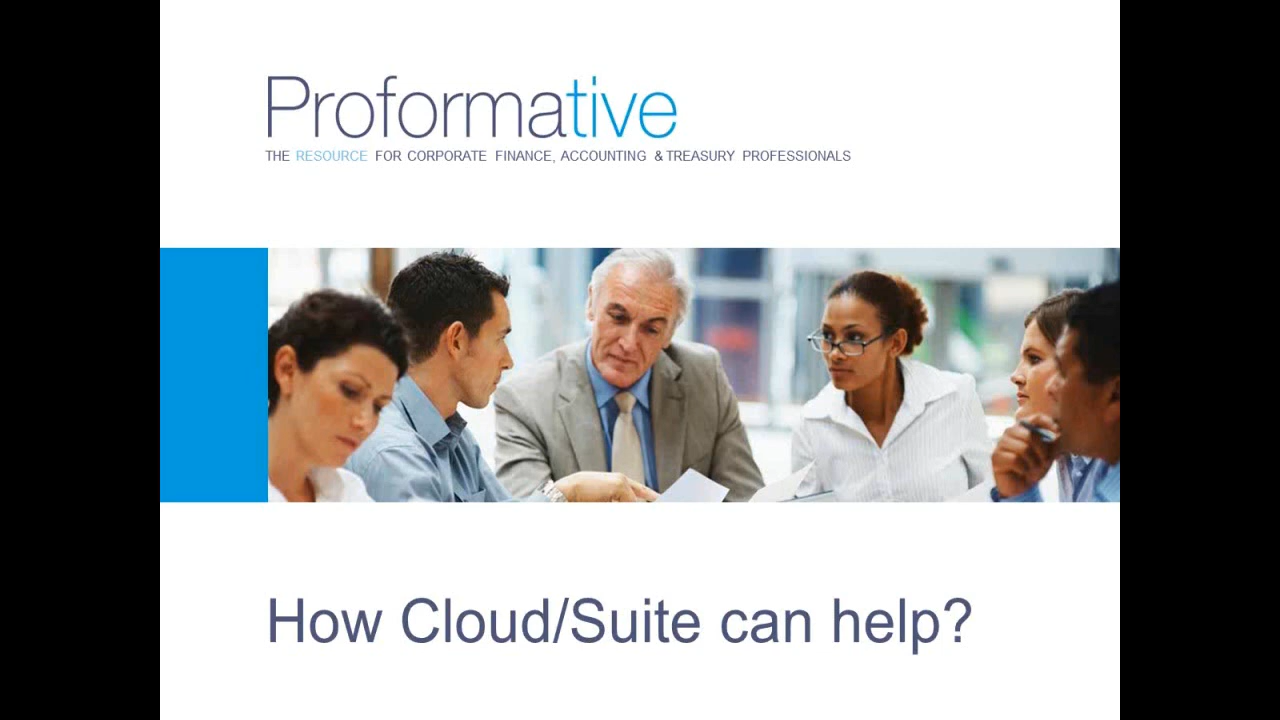 Proformative
THE RESOURCE FOR CORPORATE FINANCE, ACCOUNTING & TREASURY PROFESSIONALS
How Cloud/Suite can help?